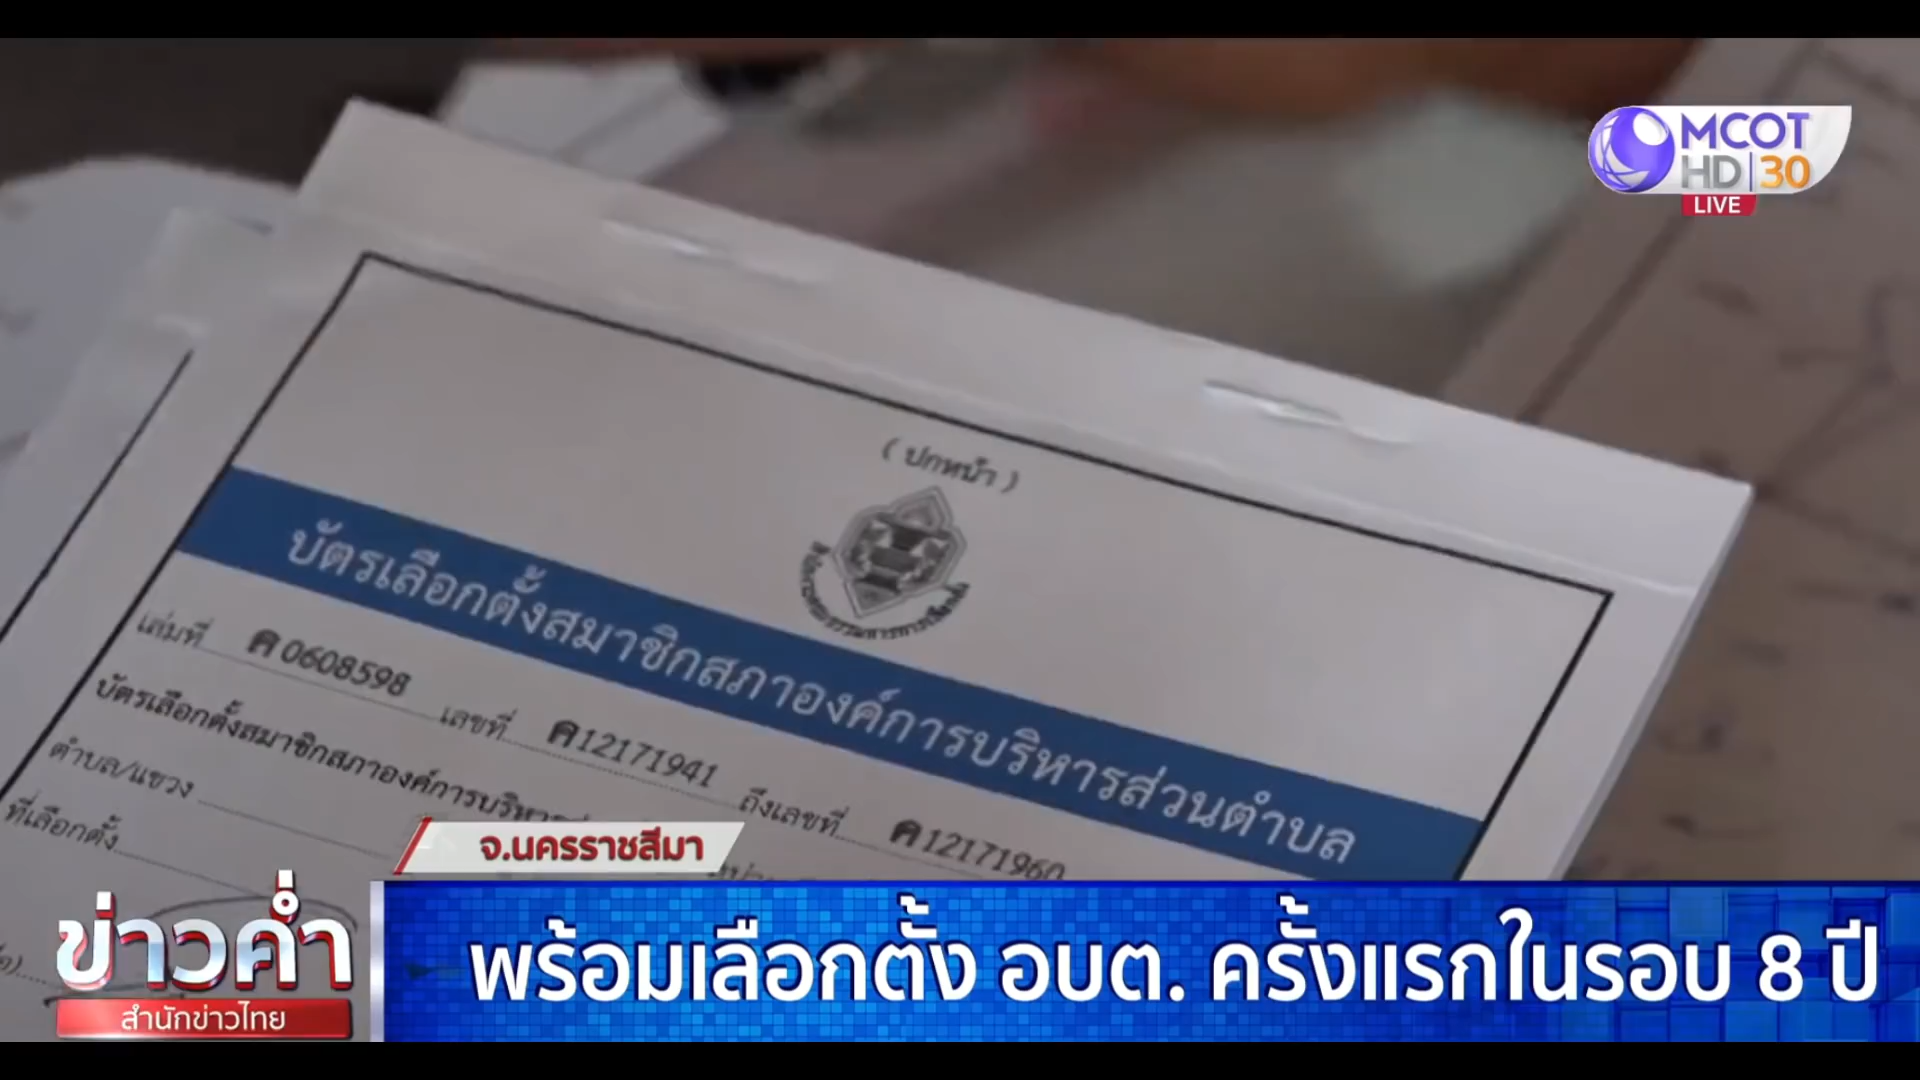 MCOT
HD 30
LIVE
( ปกหน้า )
บัตรเลือกตั้งสมาชิกสภาองค์การบริหารส่วนตำบล
เล่มที่ ค 0608598 เลขที่ ค12171941 ถึงเลขที่ ค12171960
บัตรเลือกตั้งสมาชิกสภาองค์การบริหาร
ตำบล/แขวง
ที่เลือกตั้ง
จ.นครราชสีมา
ข่าวค่ำ
สำนักข่าวไทย
พร้อมเลือกตั้ง อบต. ครั้งแรกในรอบ 8 ปี